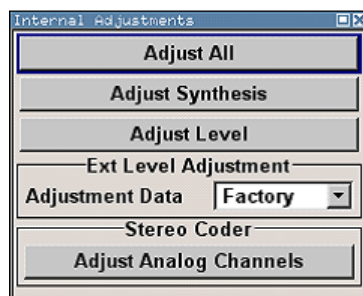 Internal Adjustments
Adjust All
Adjust Synthesis
Adjust Level
Ext Level Adjustment
Adjustment Data Factory
Stereo Coder
Adjust Analog Channels